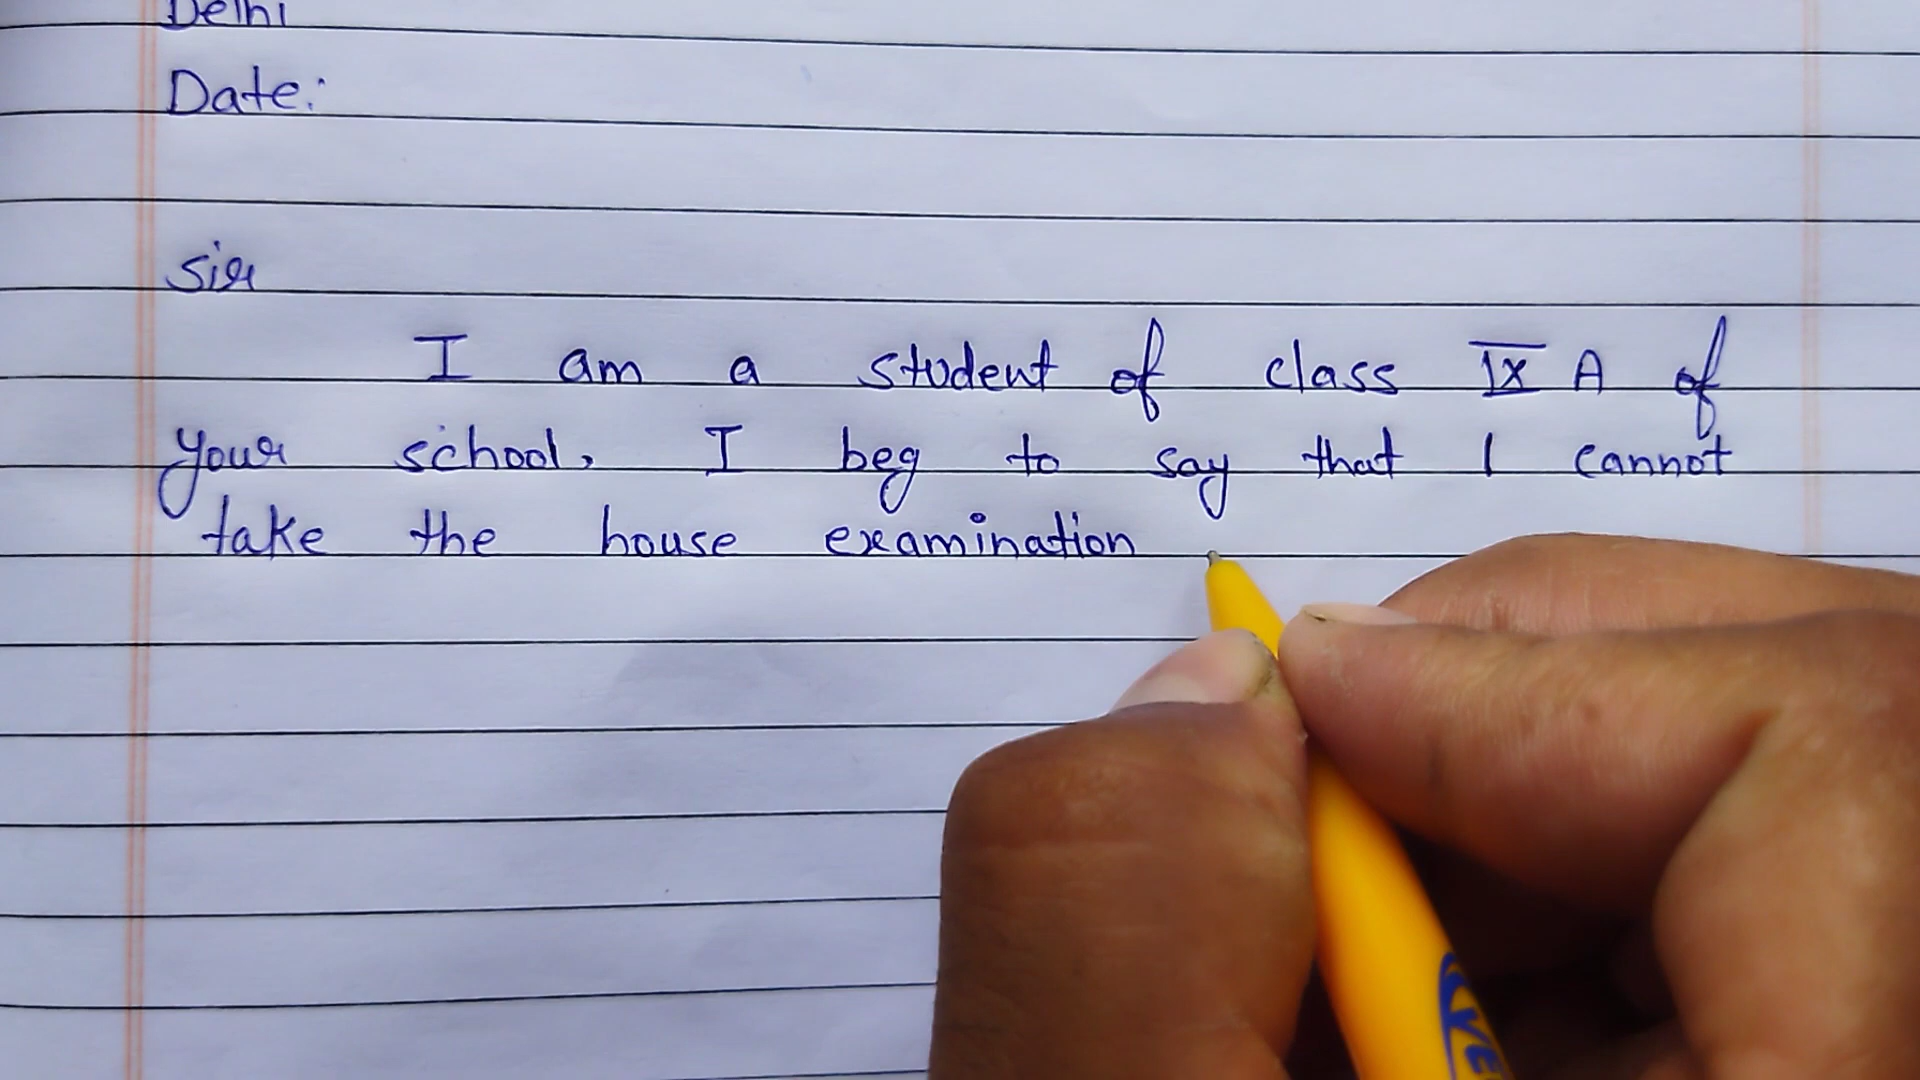 Delhi
Date:
sir
I am a student of class IX A of
your school, I beg to say that I cannot
take the house examination